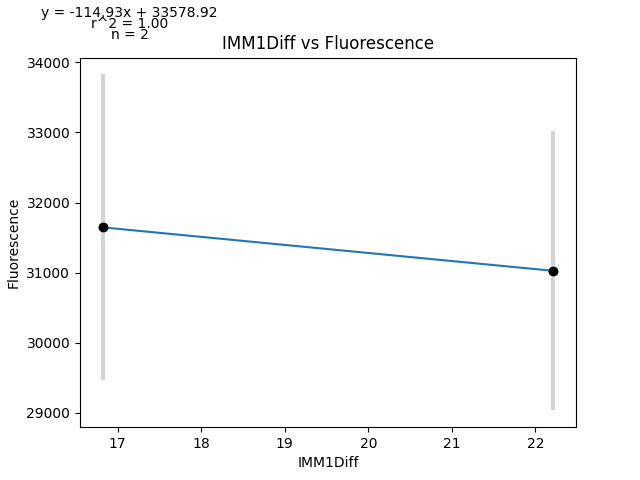 y = -114.93x + 33578.92
r^2 = 1.00
n = 2
IMM1Diff vs Fluorescence
34000
33000
32000
31000
30000
29000
Fluorescence
17 18 19 20 21 22
IMM1Diff